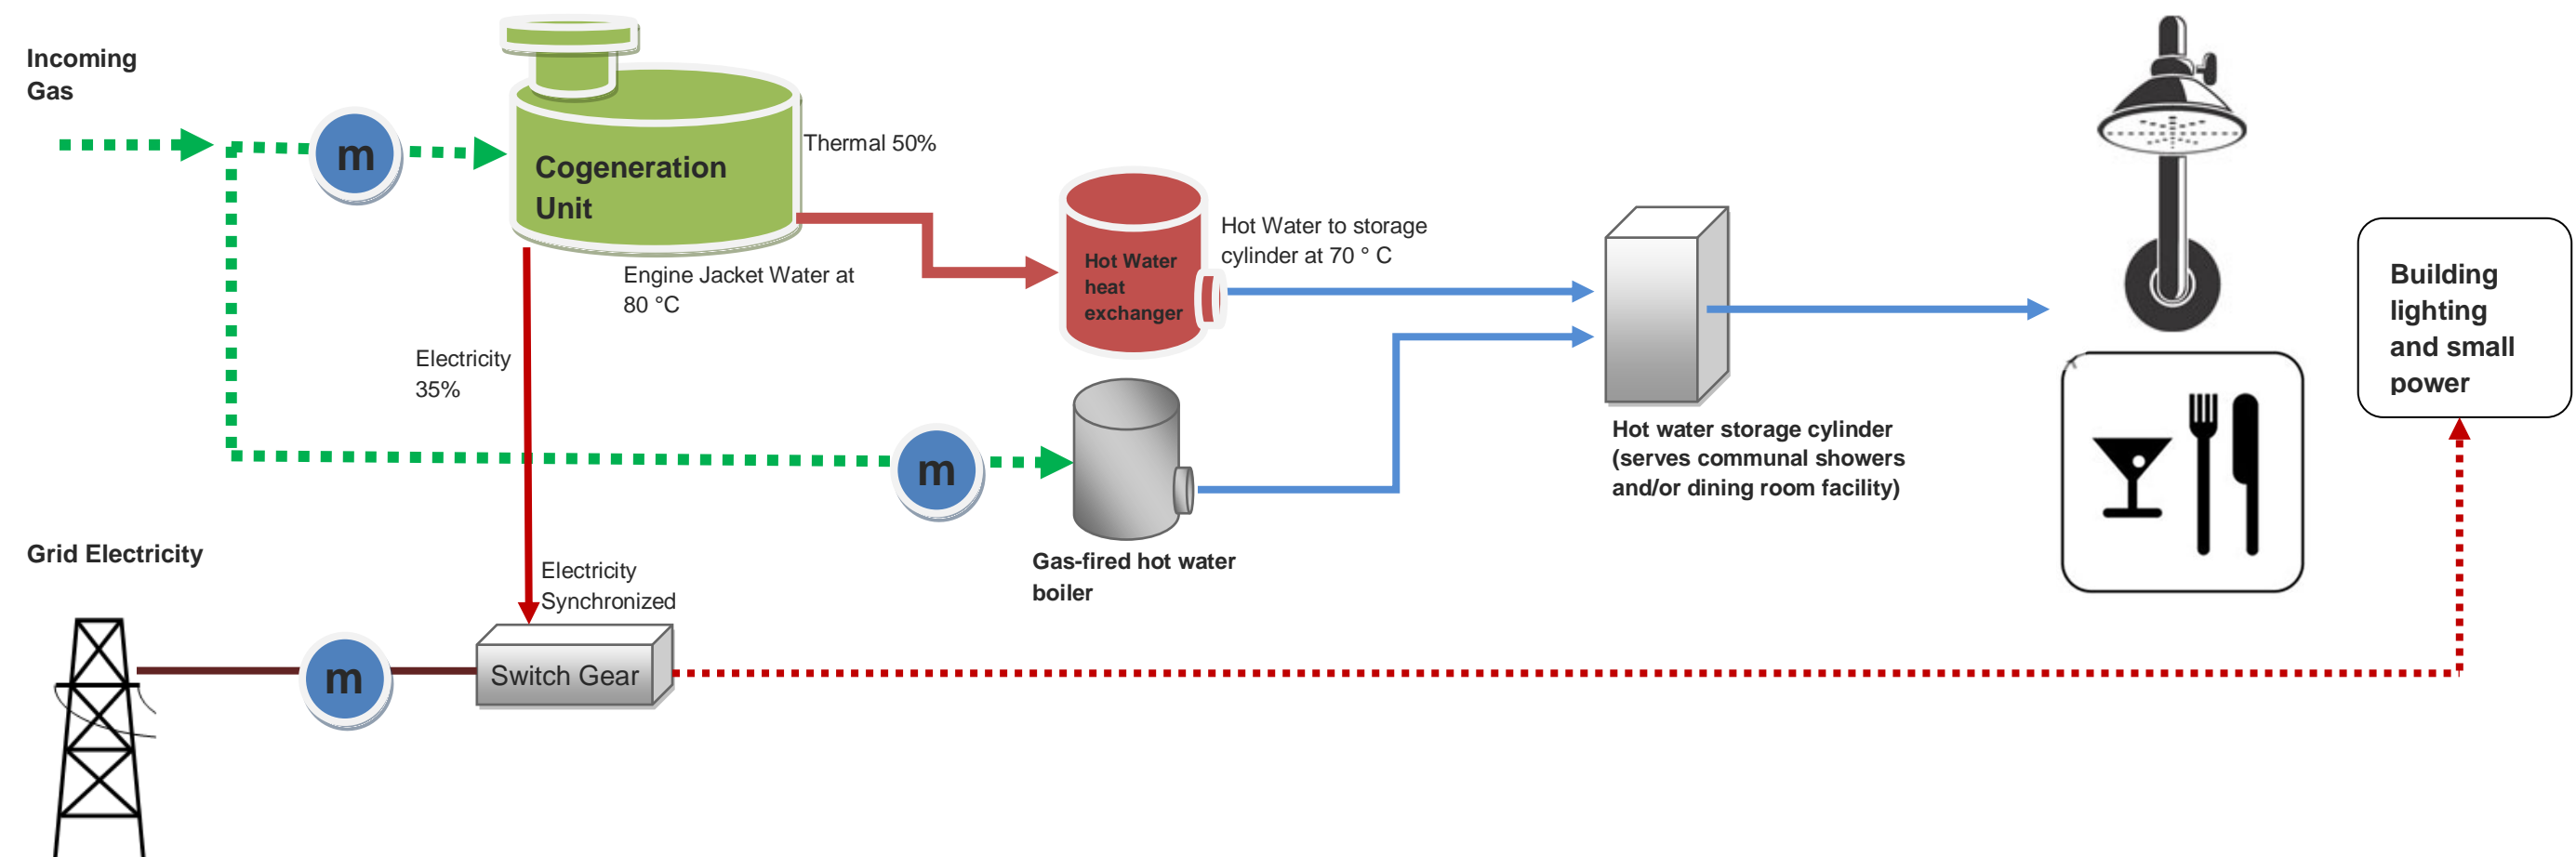 Incoming
Gas
m
Cogeneration
Unit
Thermal 50%
Engine Jacket Water at
80 °C
Hot Water
heat
exchanger
Hot Water to storage
cylinder at 70 ° C
Building
lighting
and small
power
Electricity
35%
m
Hot water storage cylinder
(serves communal showers
and/or dining room facility)
Gas-fired hot water
boiler
Grid Electricity
Electricity
Synchronized
m
Switch Gear